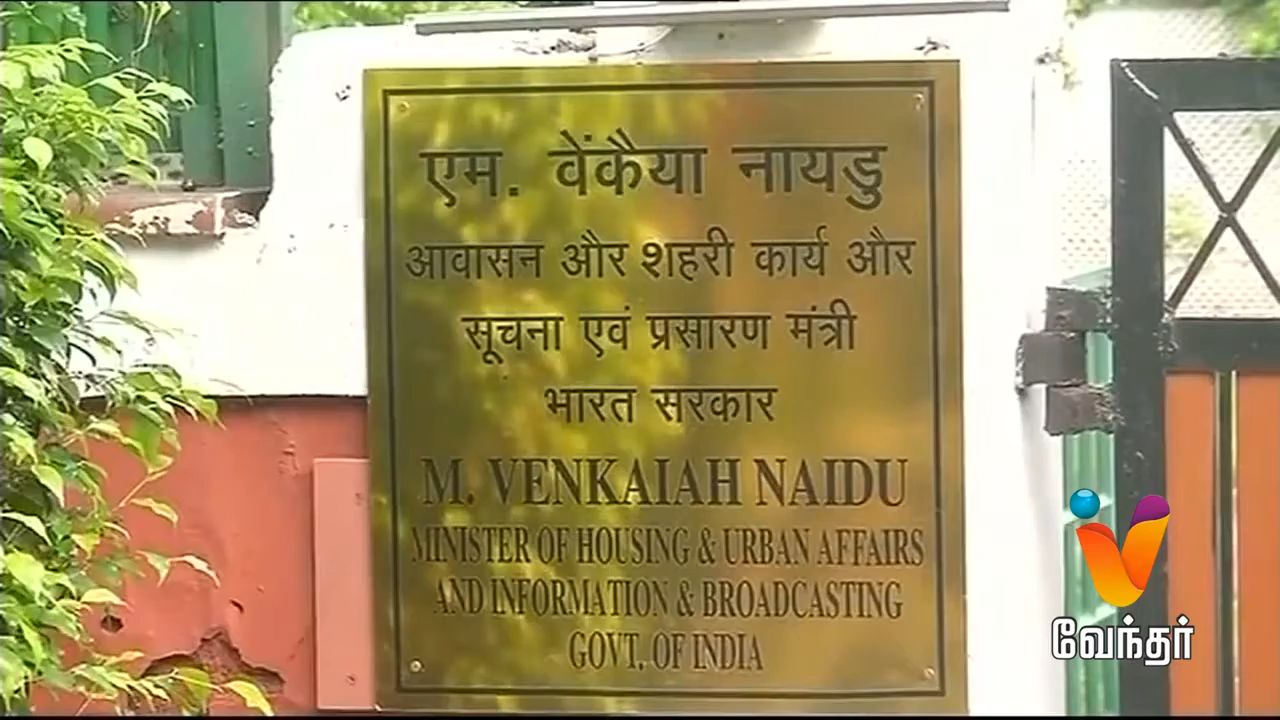 एम. वेंकैया नायडु
आवासन और शहरी कार्य और
सूचना एवं प्रसारण मंत्री
भारत सरकार
M. VENKAIAH NAIDU
MINISTER OF HOUSING & URBAN AFFAIRS
AND INFORMATION & BROADCASTING
GOVT. OF INDIA
வேந்தர்